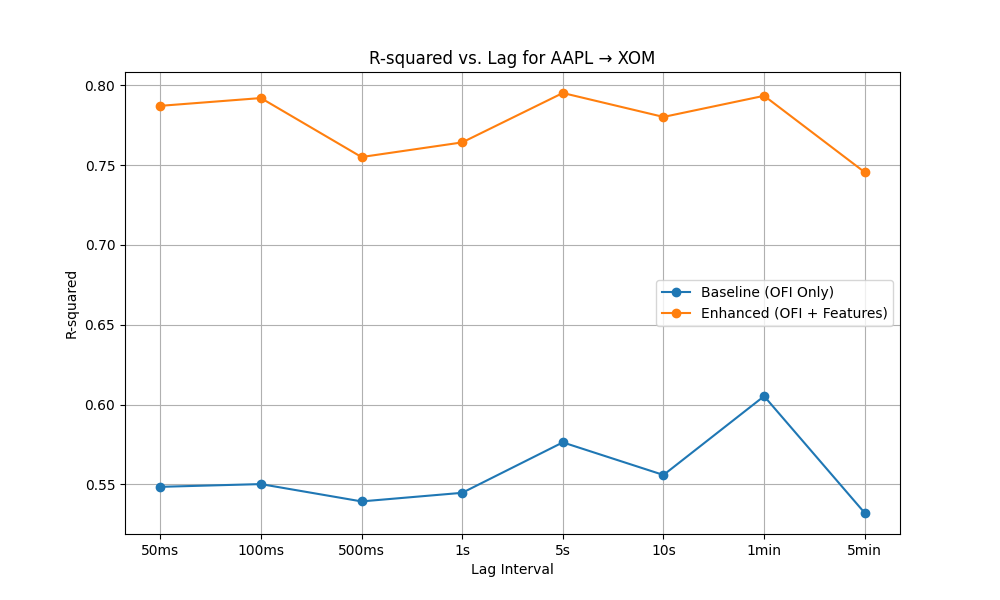 R-squared vs. Lag for AAPL → XOM
0.80
0.75
0.70
0.65
0.60
0.55
R-squared
Baseline (OFI Only)
Enhanced (OFI + Features)
50ms 100ms 500ms 1s 5s 10s 1min 5min
Lag Interval